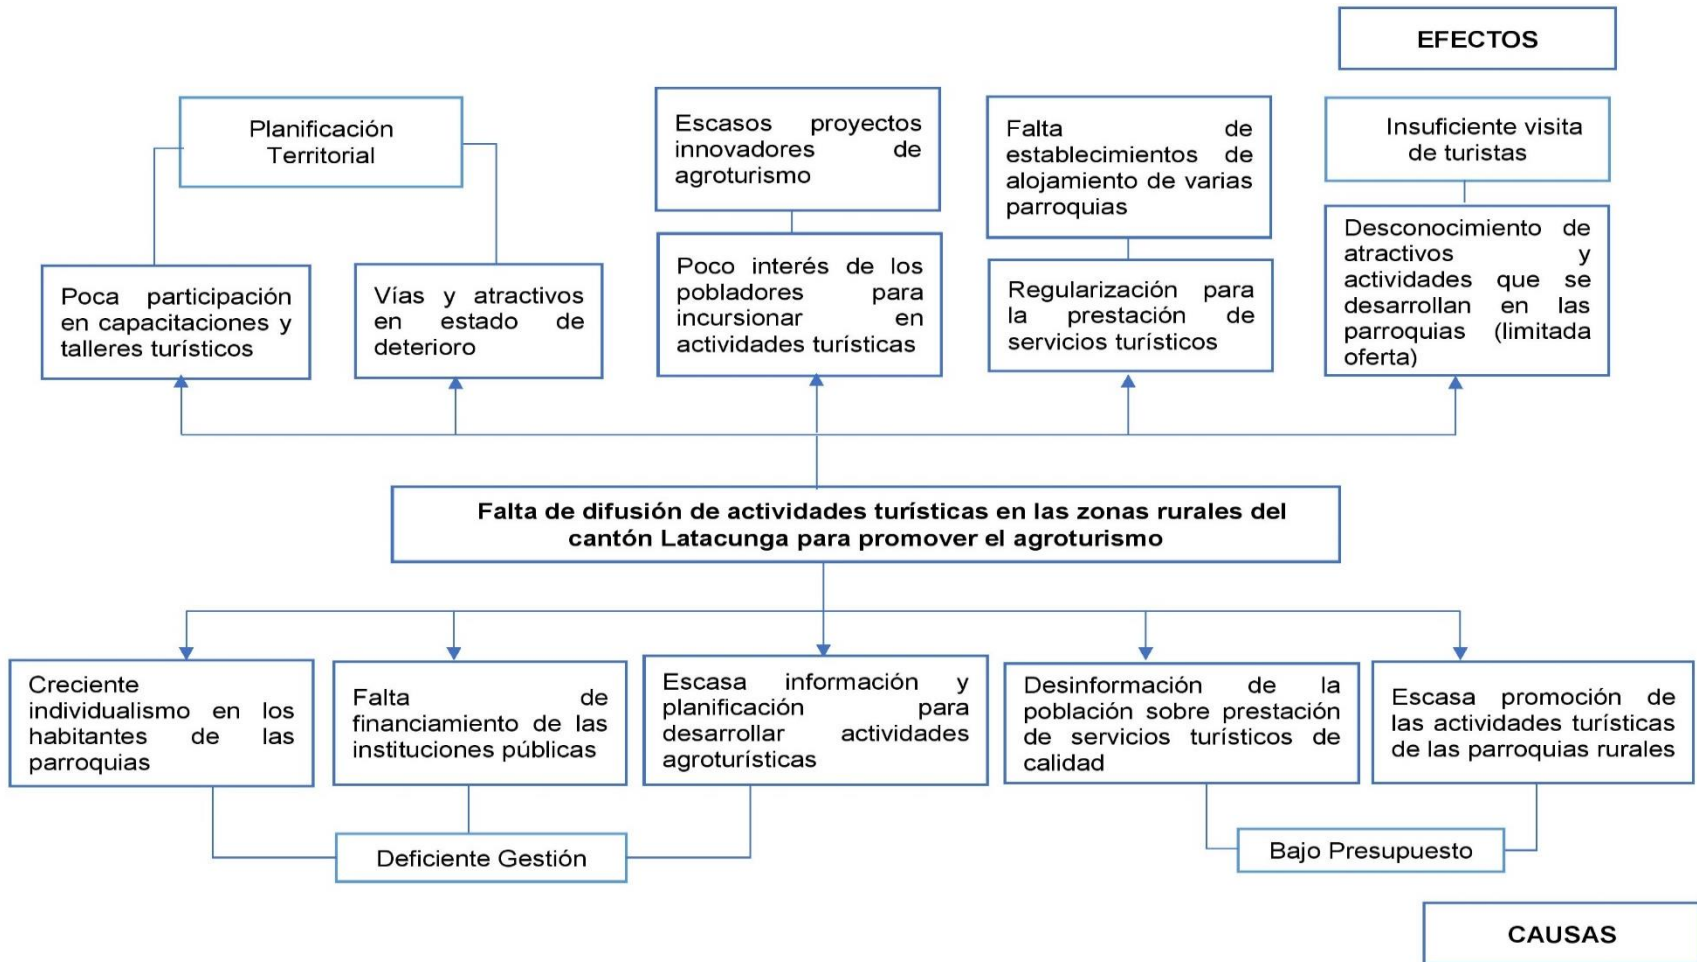 EFECTOS
Planificación
Territorial
Escasos proyectos
innovadores de
agroturismo
Falta de
establecimientos de
alojamiento de varias
parroquias
Insuficiente visita
de turistas
Poca participación
en capacitaciones y
talleres turísticos
Vías y atractivos
en estado de
deterioro
Poco interés de los
pobladores para
incursionar en
actividades turísticas
Regularización para
la prestación de
servicios turísticos
Desconocimiento de
atractivos y
actividades que se
desarrollan en las
parroquias (limitada
oferta)
Falta de difusión de actividades turísticas en las zonas rurales del
cantón Latacunga para promover el agroturismo
Creciente
individualismo en los
habitantes de las
parroquias
Falta de
financiamiento de las
instituciones públicas
Escasa información y
planificación para
desarrollar actividades
agroturísticas
Desinformación de la
población sobre prestación
de servicios turísticos de
calidad
Escasa promoción de
las actividades turísticas
de las parroquias rurales
Deficiente Gestión
Bajo Presupuesto
CAUSAS